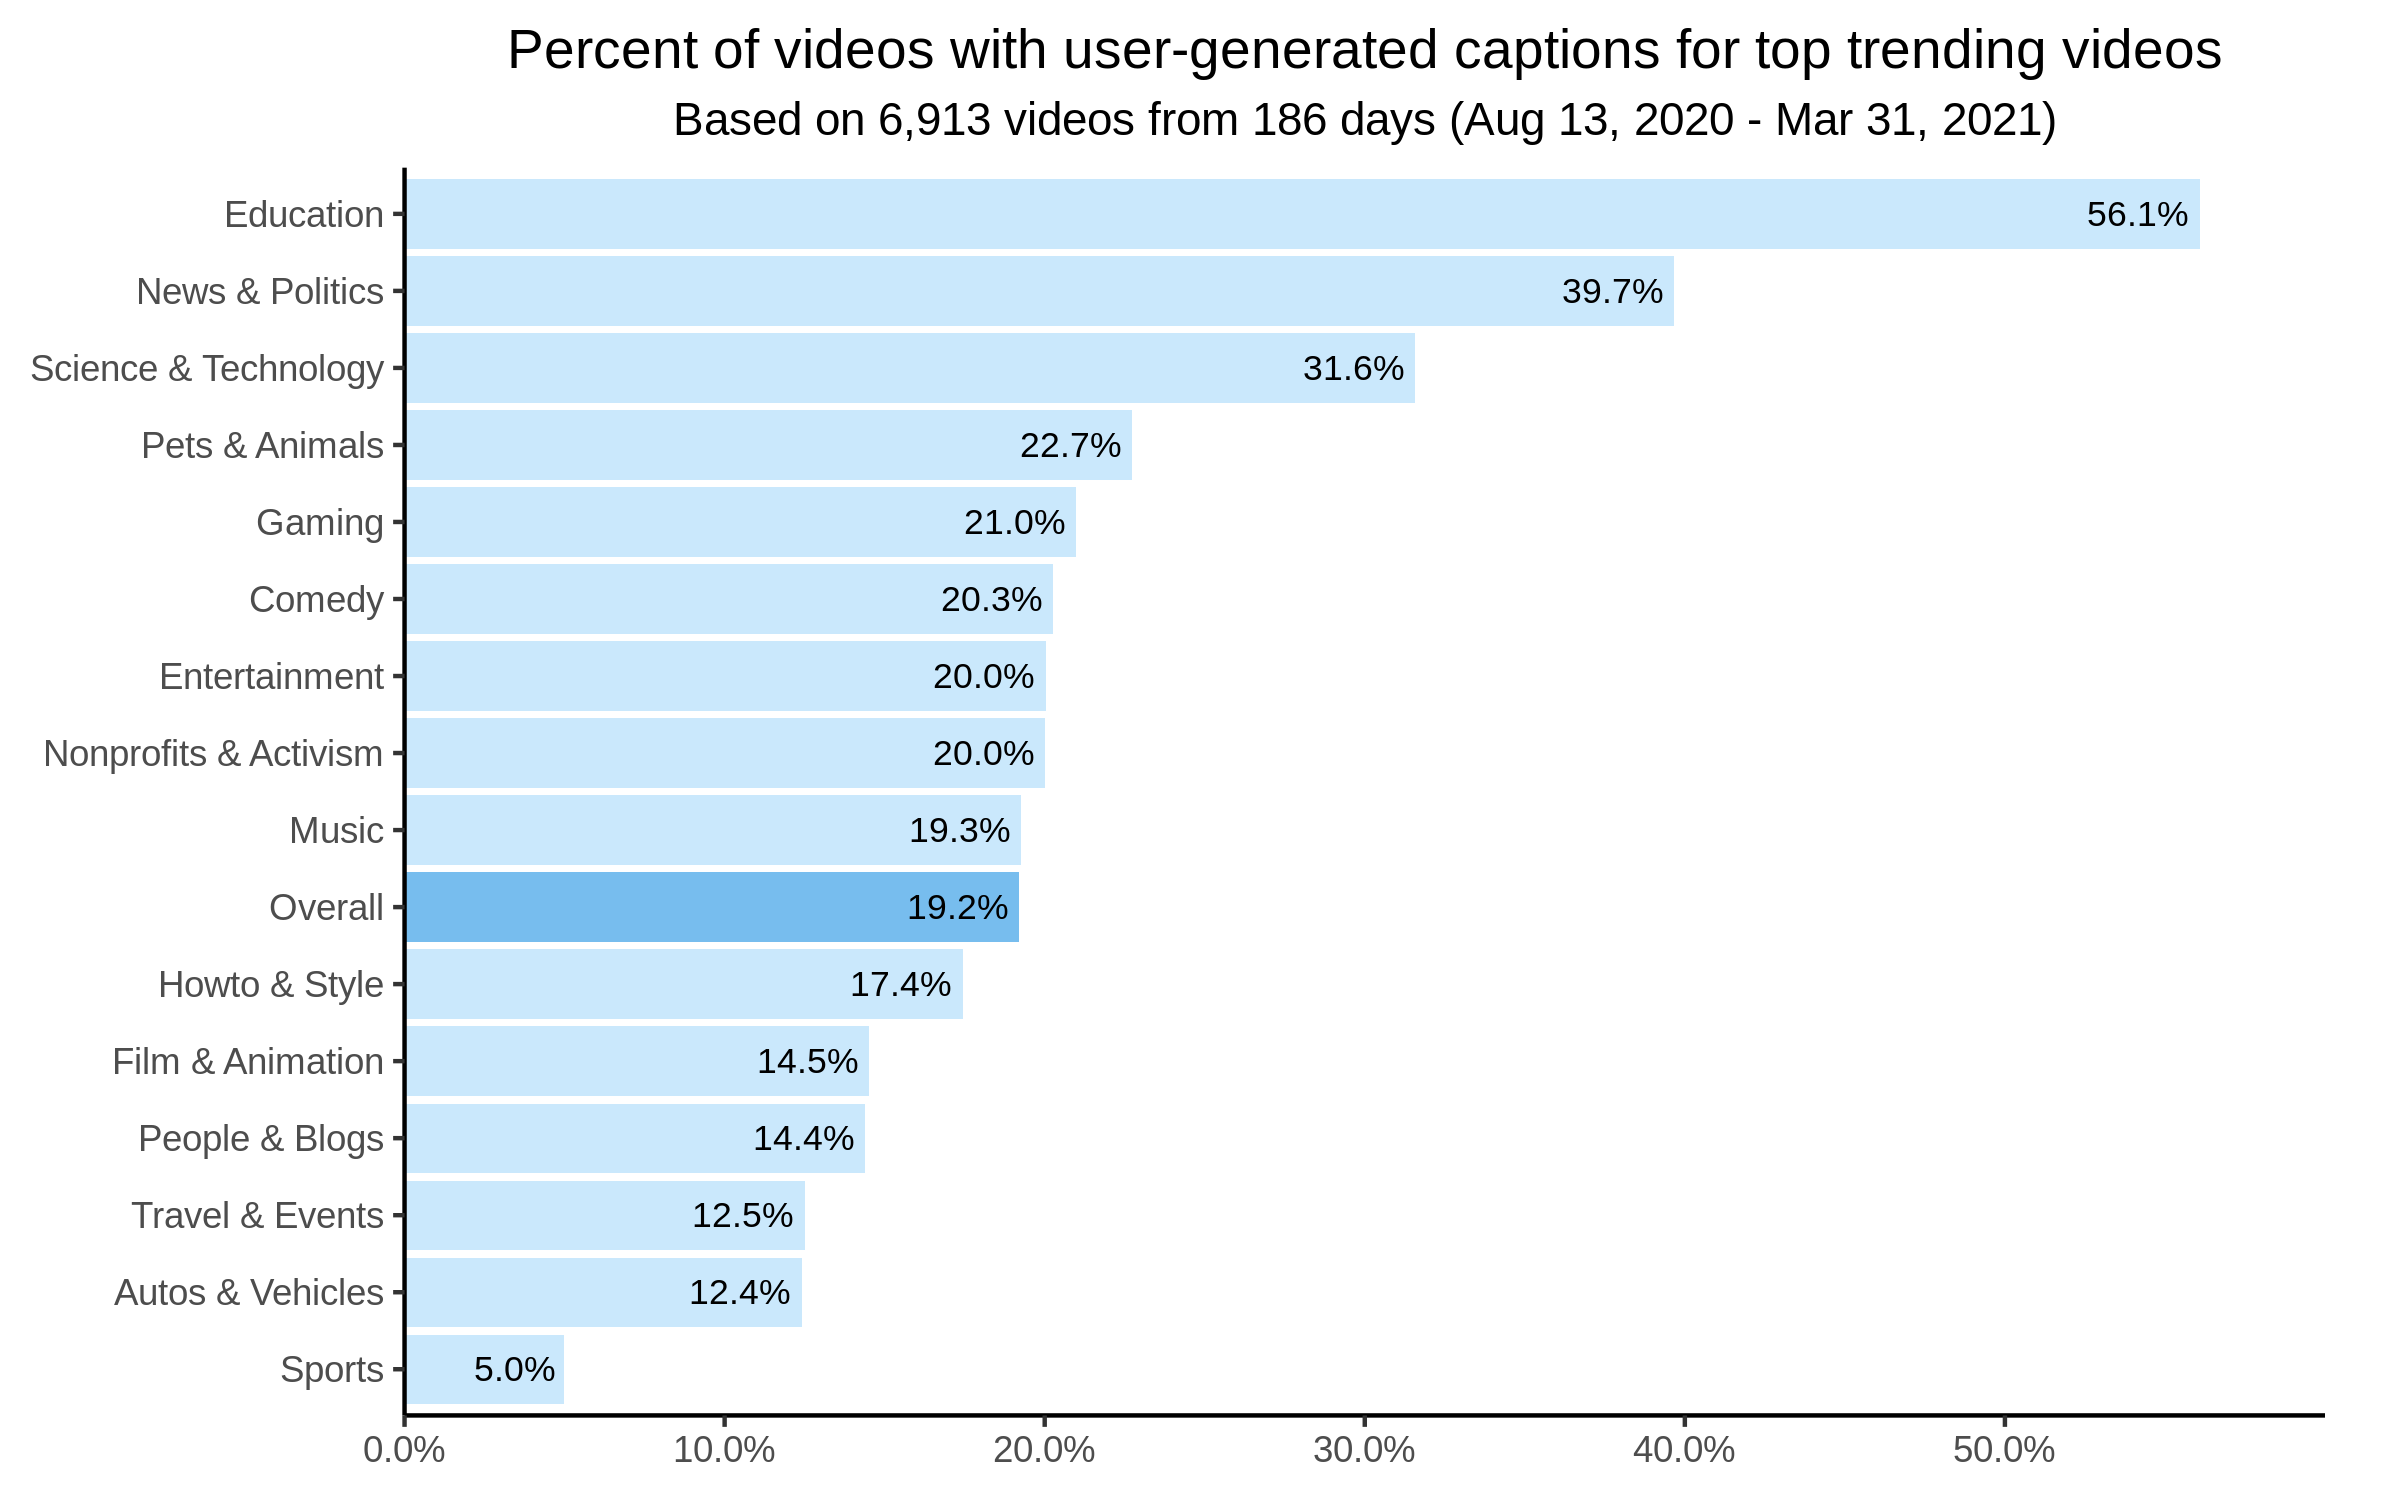 Percent of videos with user-generated captions for top trending videos
Based on 6,913 videos from 186 days (Aug 13, 2020 - Mar 31, 2021)
Education 56.1%
News & Politics 39.7%
Science & Technology 31.6%
Pets & Animals 22.7%
Gaming 21.0%
Comedy 20.3%
Entertainment 20.0%
Nonprofits & Activism 20.0%
Music 19.3%
Overall 19.2%
Howto & Style 17.4%
Film & Animation 14.5%
People & Blogs 14.4%
Travel & Events 12.5%
Autos & Vehicles 12.4%
Sports 5.0%
0.0% 10.0% 20.0% 30.0% 40.0% 50.0%